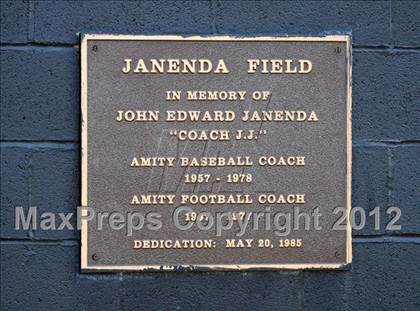 JANENDA FIELD
IN MEMORY OF
JOHN EDWARD JANENDA
"COACH J.J."
AMITY BASEBALL COACH
1957 - 1978
AMITY FOOTBALL COACH
MaxPreps Copyright 2012
DEDICATION: MAY 20, 1985